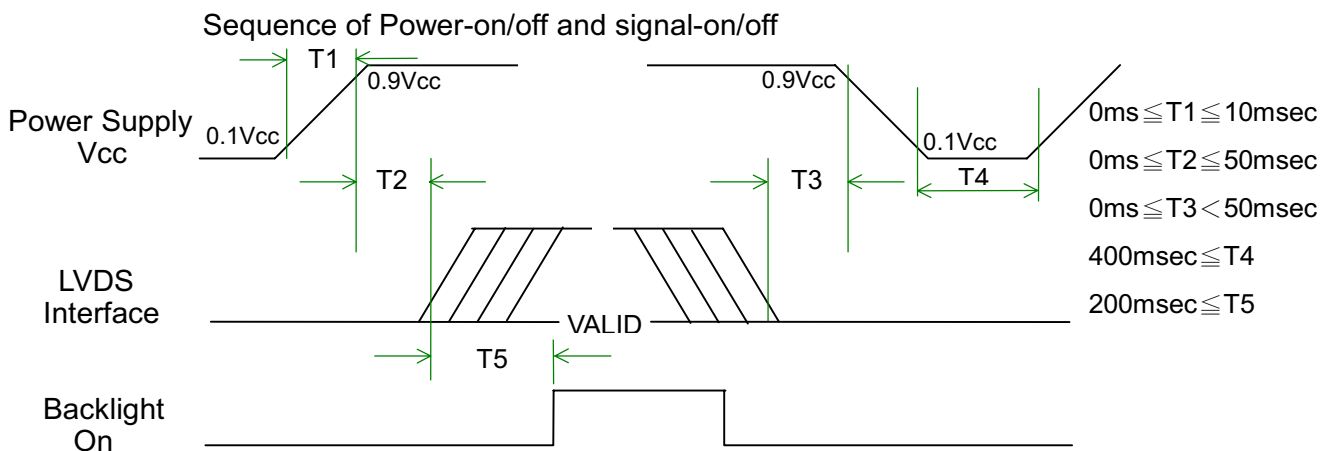 Sequence of Power-on/off and signal-on/off
T1
0.9Vcc
0.9Vcc
Power Supply
Vcc
0.1Vcc
0.1Vcc
T2
T3
T4
0ms≦T1≦10msec
0ms≦T2≦50msec
0ms≦T3<50msec
400msec≦T4
200msec≦T5
LVDS
Interface
VALID
T5
Backlight
On